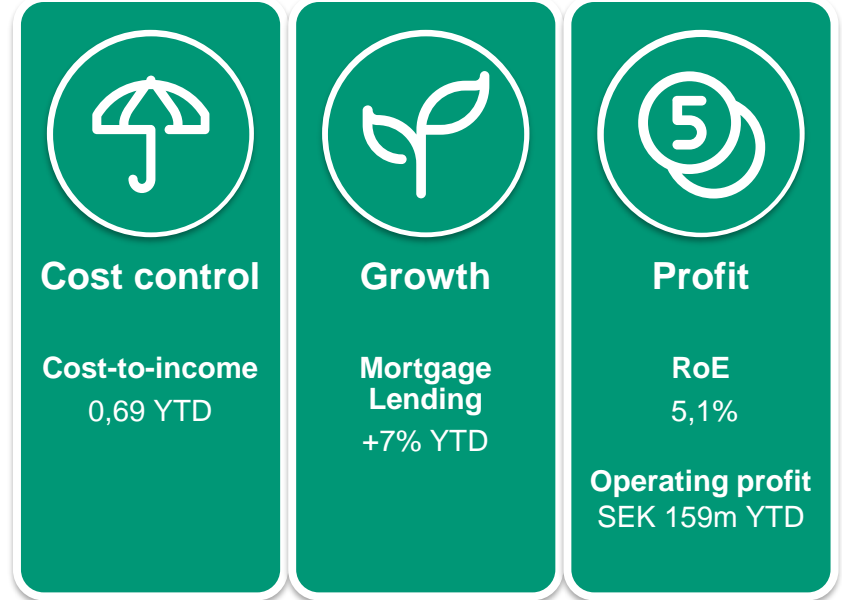 Cost control
Cost-to-income
0,69 YTD
Growth
Mortgage
Lending
+7% YTD
5
Profit
RoE
5,1%
Operating profit
SEK 159m YTD